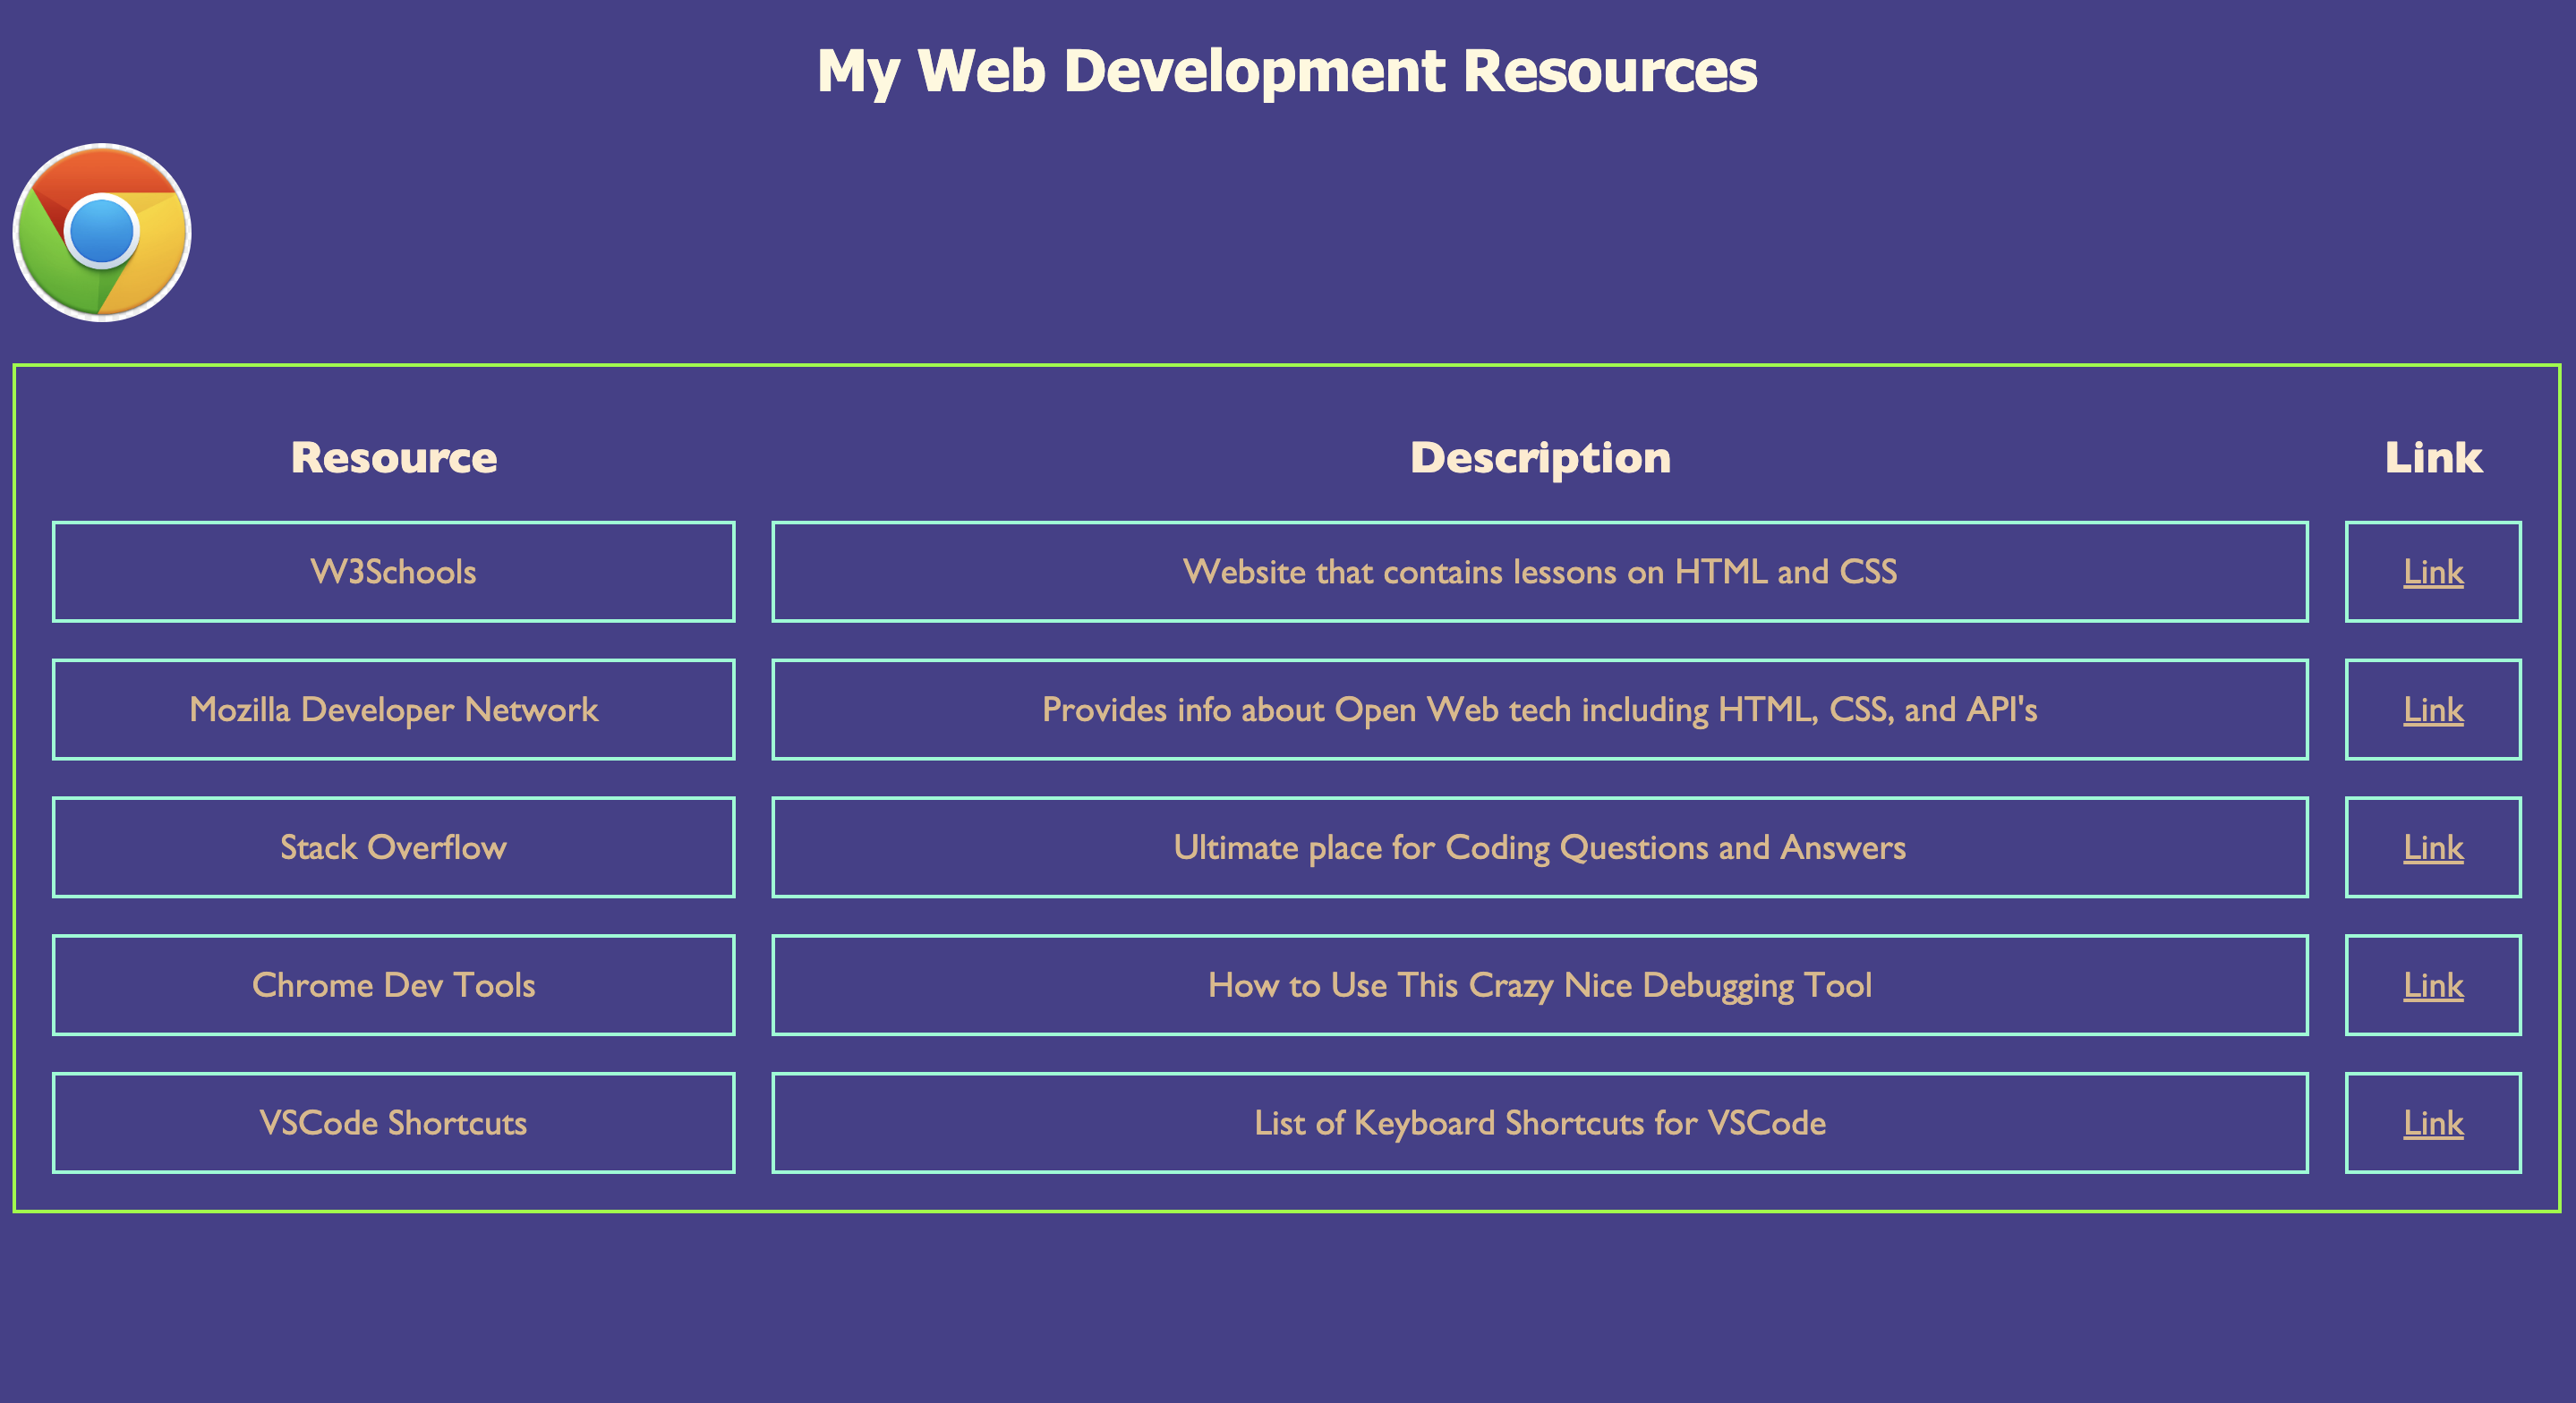 My Web Development Resources
Resource Description Link
W3Schools Website that contains lessons on HTML and CSS Link
Mozilla Developer Network Provides info about Open Web tech including HTML, CSS, and API's Link
Stack Overflow Ultimate place for Coding Questions and Answers Link
Chrome Dev Tools How to Use This Crazy Nice Debugging Tool Link
VSCode Shortcuts List of Keyboard Shortcuts for VSCode Link